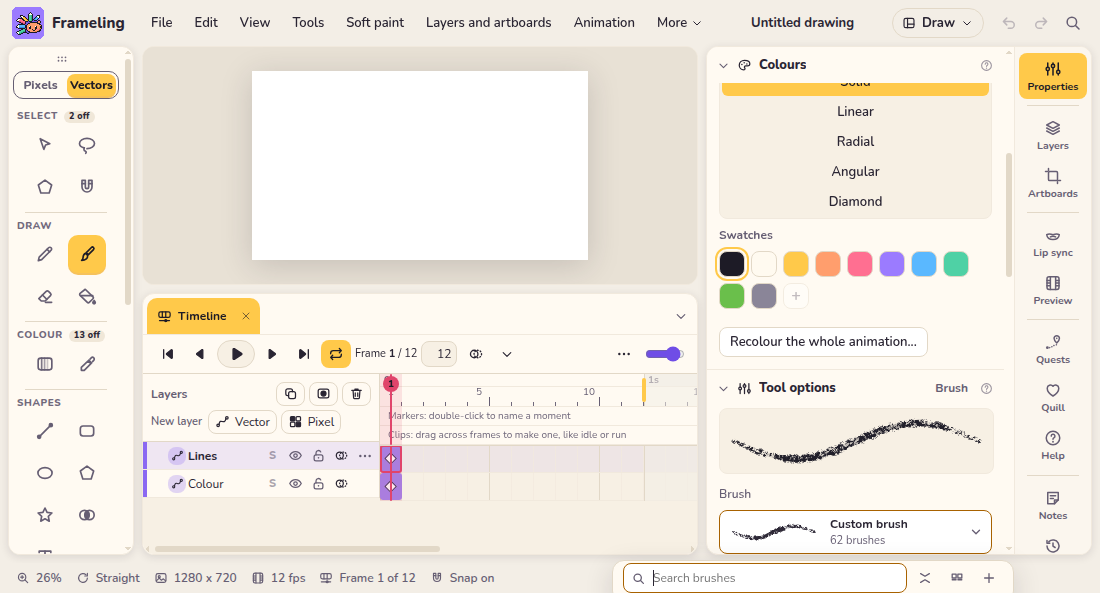 Frameling
File Edit View Tools Soft paint Layers and artboards Animation More
Untitled drawing
Draw
Pixels Vectors
SELECT 2 off
DRAW
COLOUR 13 off
SHAPES
Timeline
Frame 1 / 12 12
Layers
New layer Vector Pixel
1 5 10 1s
Markers: double-click to name a moment
Clips: drag across frames to make one, like idle or run
Lines S
Colour S
Colours
Solid
Linear
Radial
Angular
Diamond
Swatches
Recolour the whole animation...
Tool options Brush
Brush
Custom brush
62 brushes
Properties
Layers
Artboards
Lip sync
Preview
Quests
Quill
Help
Notes
26% Straight 1280 x 720 12 fps Frame 1 of 12 Snap on
Search brushes